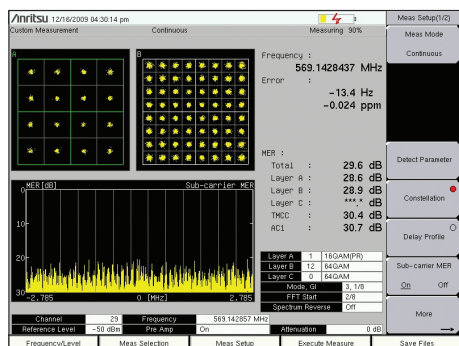 Anritsu 12/16/2009 04:30:14 pm
Custom Measurement Continuous Measuring 90%
Meas Setup(1/2)
Meas Mode
Continuous
A
B
Frequency :
569.1428437 MHz
Error :
-13.4 Hz
-0.024 ppm
MER :
Total : 29.6 dB
Layer A : 28.6 dB
Layer B : 28.9 dB
Layer C : ***.* dB
TMCC : 30.4 dB
AC1 : 30.7 dB
Detect Parameter
Constellation
Delay Profile
Sub-carrier MER
On Off
More
MER[dB] Sub-carrier MER
0
10
20
30
-2.785 0 [MHz] 2.785
Layer A 1 16QAM(PR)
Layer B 12 64QAM
Layer C 0 64QAM
Mode, GI 3, 1/8
FFT Start 2/8
Spectrum Reverse Off
Channel 29 Frequency 569.142857 MHz
Reference Level -50 dBm Pre Amp On Attenuation 0 dB
Frequency/Level Meas Selection Meas Setup Execute Measure Save Files